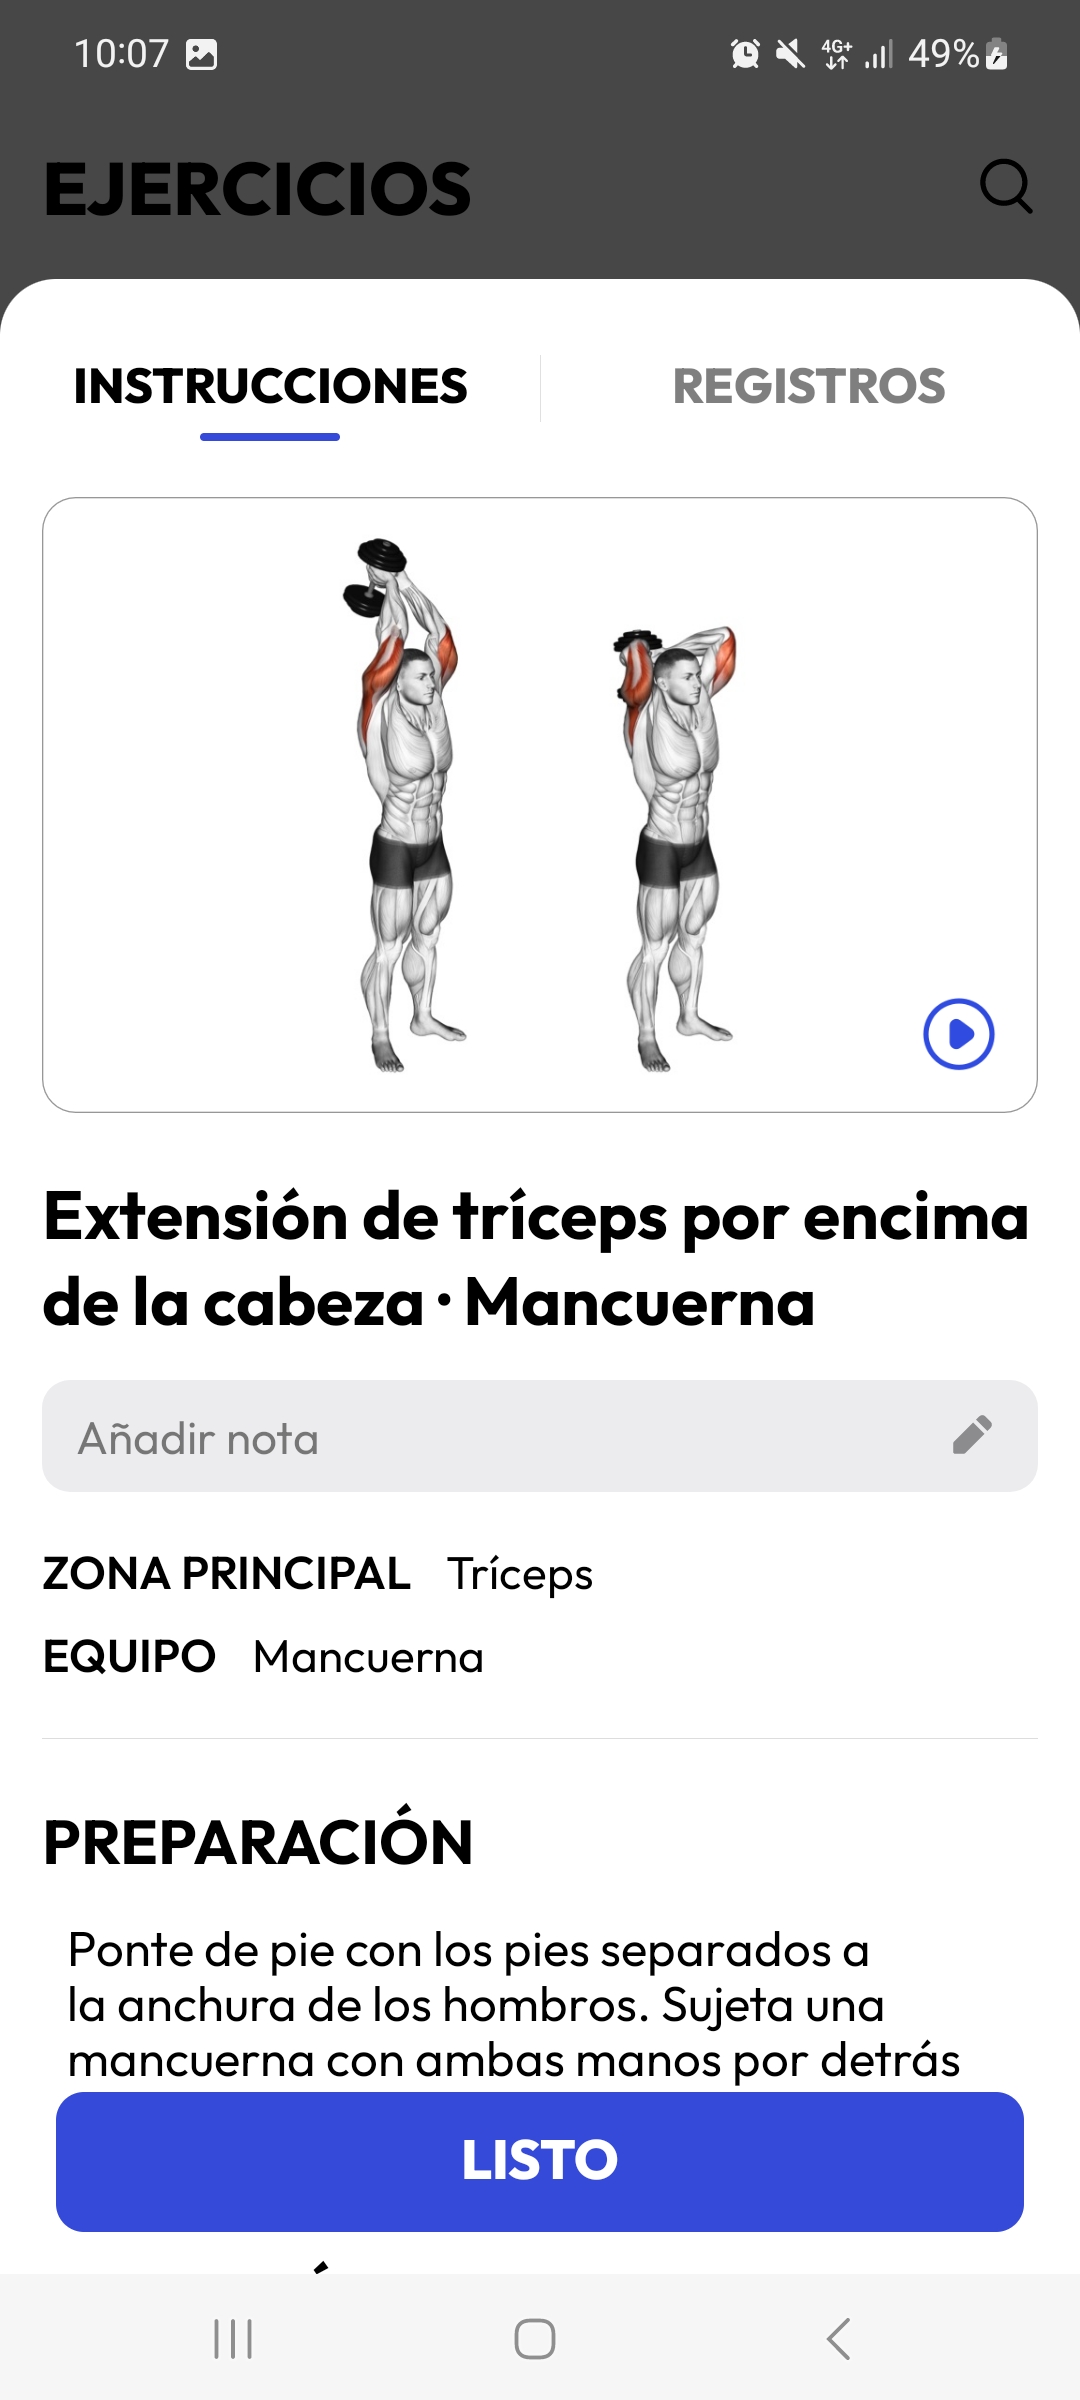 10:07
4G+ 49%
EJERCICIOS
INSTRUCCIONES
REGISTROS
Extensión de tríceps por encima
de la cabeza · Mancuerna
Añadir nota
ZONA PRINCIPAL Tríceps
EQUIPO Mancuerna
PREPARACIÓN
Ponte de pie con los pies separados a
la anchura de los hombros. Sujeta una
mancuerna con ambas manos por detrás
LISTO